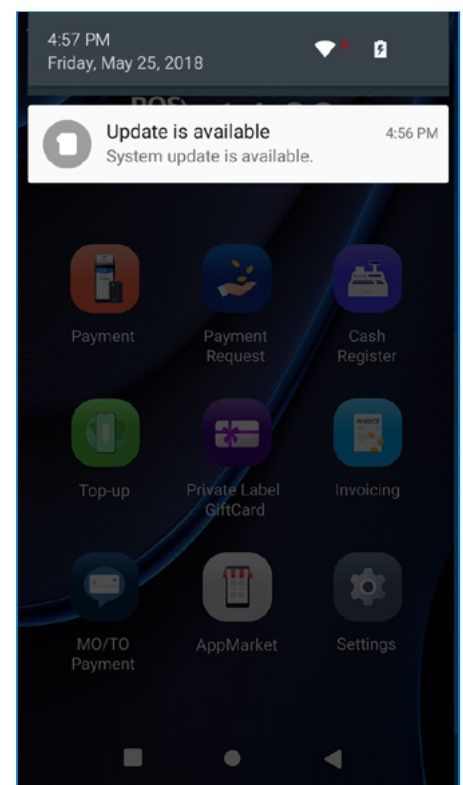 4:57 PM
Friday, May 25, 2018
Update is available
4:56 PM
System update is available.
Payment
Payment
Request
Cash
Register
Top-up
Private Label
GiftCard
INVOICE
Invoicing
MO/TO
Payment
AppMarket
Settings